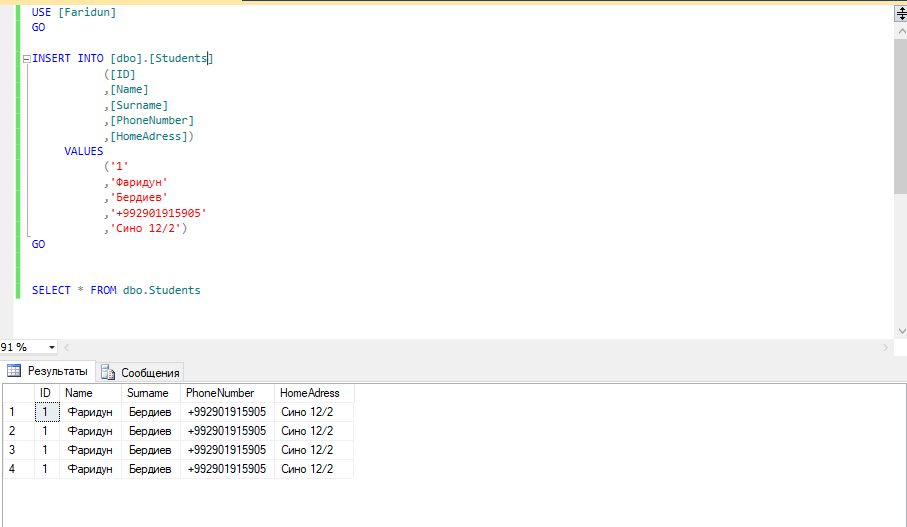 USE [Faridun]
GO
INSERT INTO [dbo].[Students]
([ID]
,[Name]
,[Surname]
,[PhoneNumber]
,[HomeAdress])
VALUES
('1'
,'Фаридун'
,'Бердиев'
,'+992901915905'
,'Сино 12/2')
GO
SELECT * FROM dbo.Students
91 %
Результаты Сообщения
ID Name Surname PhoneNumber HomeAdress
1 1 Фаридун Бердиев +992901915905 Сино 12/2
2 1 Фаридун Бердиев +992901915905 Сино 12/2
3 1 Фаридун Бердиев +992901915905 Сино 12/2
4 1 Фаридун Бердиев +992901915905 Сино 12/2